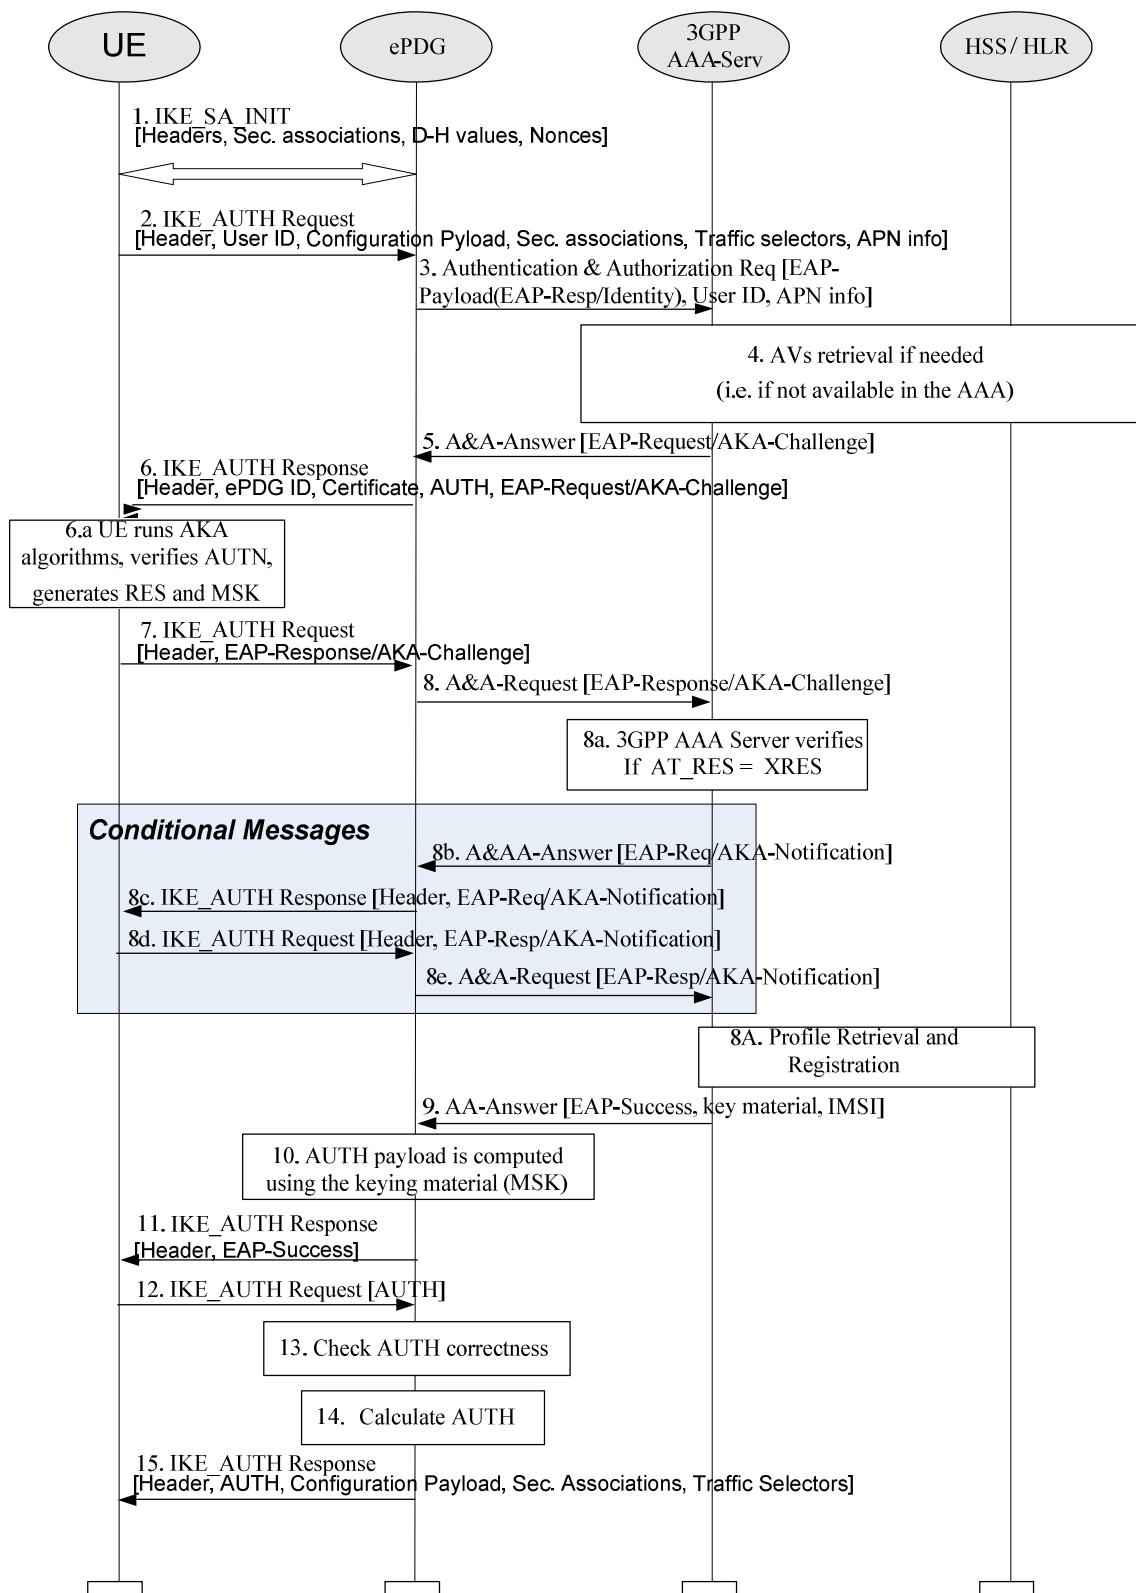 UE
ePDG
3GPP
AAA-Serv
HSS/ HLR
1. IKE_SA_INIT
[Headers, Sec. associations, D-H values, Nonces]
2. IKE_AUTH Request
[Header, User ID, Configuration Pyload, Sec. associations, Traffic selectors, APN info]
3. Authentication & Authorization Req [EAP-
Payload(EAP-Resp/Identity), User ID, APN info]
4. AVs retrieval if needed
(i.e. if not available in the AAA)
5. A&A-Answer [EAP-Request/AKA-Challenge]
6. IKE_AUTH Response
[Header, ePDG ID, Certificate, AUTH, EAP-Request/AKA-Challenge]
6.a UE runs AKA
algorithms, verifies AUTN,
generates RES and MSK
7. IKE_AUTH Request
[Header, EAP-Response/AKA-Challenge]
8. A&A-Request [EAP-Response/AKA-Challenge]
8a. 3GPP AAA Server verifies
If AT_RES = XRES
Conditional Messages
8b. A&AA-Answer [EAP-Req/AKA-Notification]
8c. IKE_AUTH Response [Header, EAP-Req/AKA-Notification]
8d. IKE_AUTH Request [Header, EAP-Resp/AKA-Notification]
8e. A&A-Request [EAP-Resp/AKA-Notification]
8A. Profile Retrieval and
Registration
9. AA-Answer [EAP-Success, key material, IMSI]
10. AUTH payload is computed
using the keying material (MSK)
11. IKE_AUTH Response
[Header, EAP-Success]
12. IKE_AUTH Request [AUTH]
13. Check AUTH correctness
14. Calculate AUTH
15. IKE_AUTH Response
[Header, AUTH, Configuration Payload, Sec. Associations, Traffic Selectors]